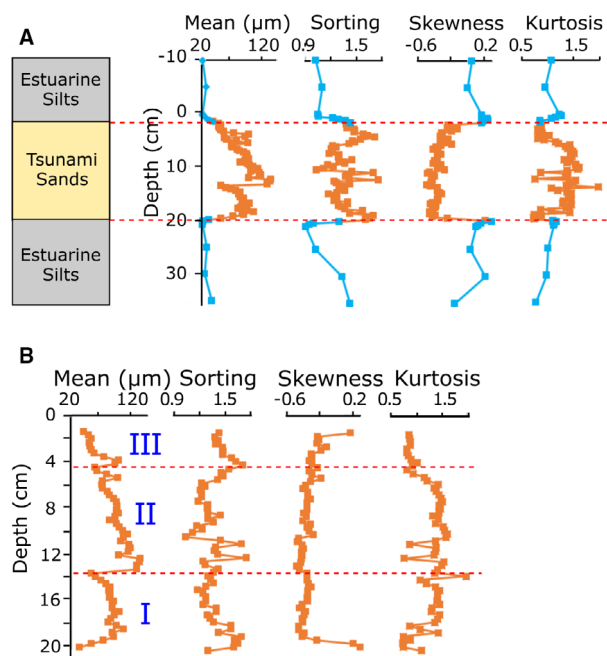 A
Mean (µm) Sorting Skewness Kurtosis
20 120 0.9 1.5 -0.6 0.2 0.5 1.5
-10
0
10
20
30
Depth (cm)
Estuarine
Silts
Tsunami
Sands
Estuarine
Silts
B
Mean (µm) Sorting Skewness Kurtosis
20 120 0.9 1.5 -0.6 0.2 0.5 1.5
0
4
8
12
16
20
Depth (cm)
III
II
I